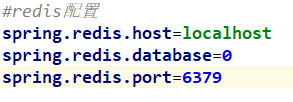 #redis配置
spring.redis.host=localhost
spring.redis.database=0
spring.redis.port=6379